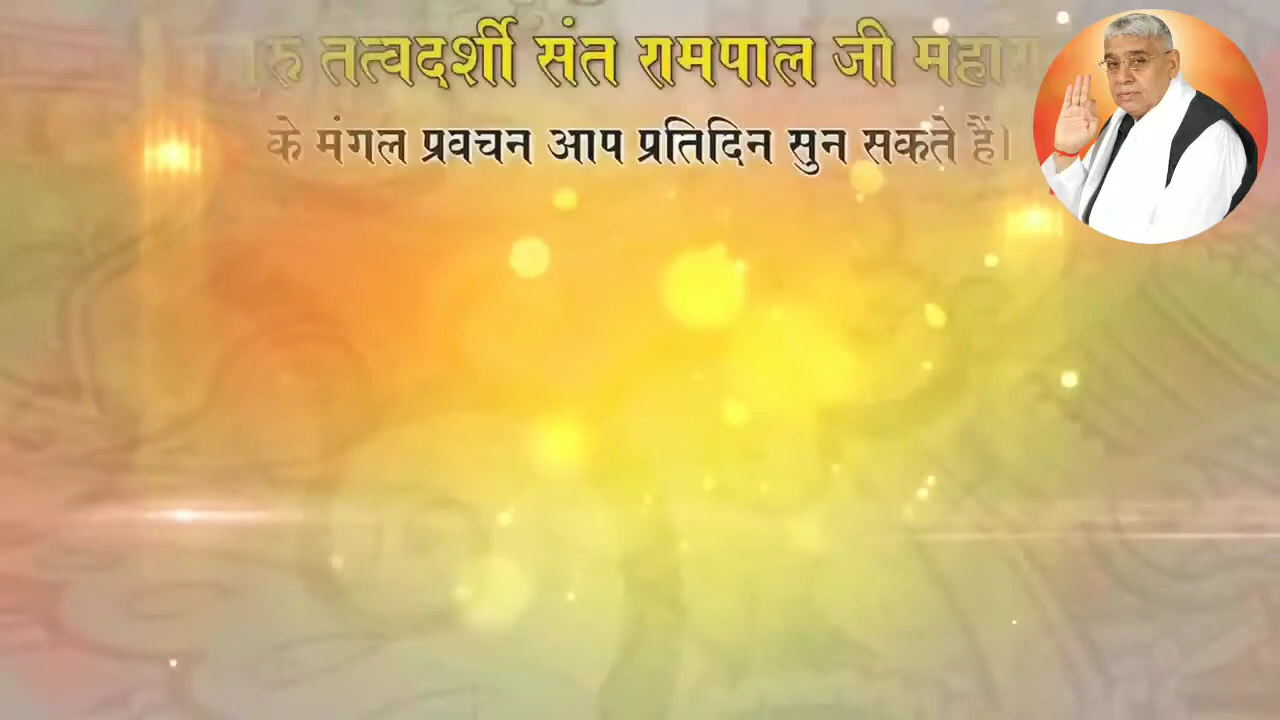 तत्वदर्शी संत रामपाल जी
के मंगल प्रवचन आप प्रतिदिन सुन सकते हैं।